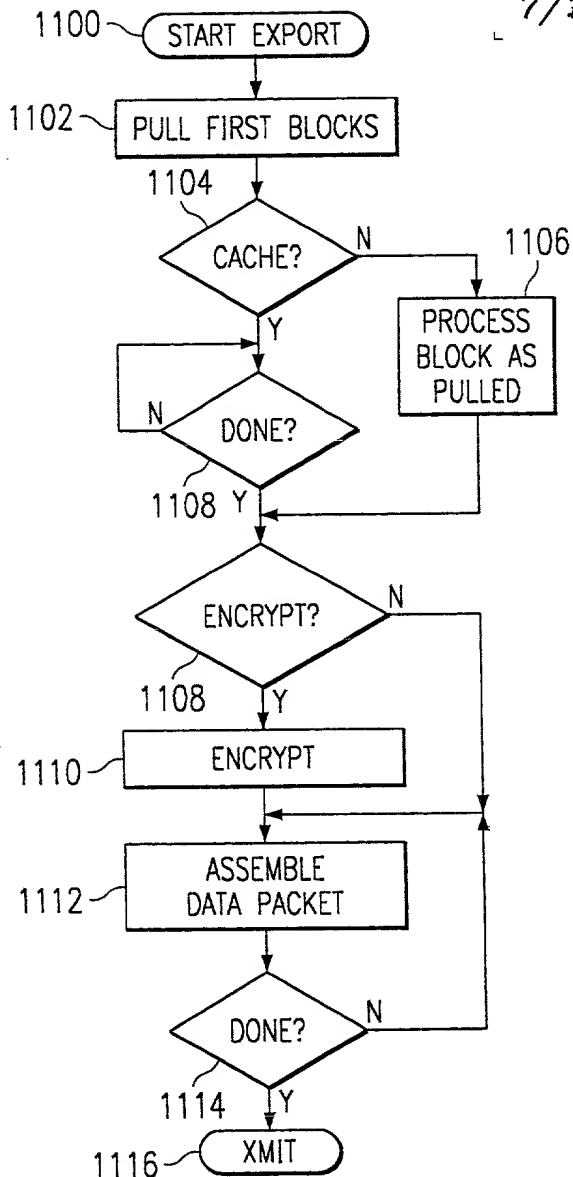 1100 START EXPORT
7/
1102 PULL FIRST BLOCKS
1104
CACHE?
N
1106
PROCESS
BLOCK AS
PULLED
Y
N
DONE?
1108
Y
ENCRYPT?
N
1108
Y
1110 ENCRYPT
1112
ASSEMBLE
DATA PACKET
DONE?
N
1114
Y
1116 XMIT